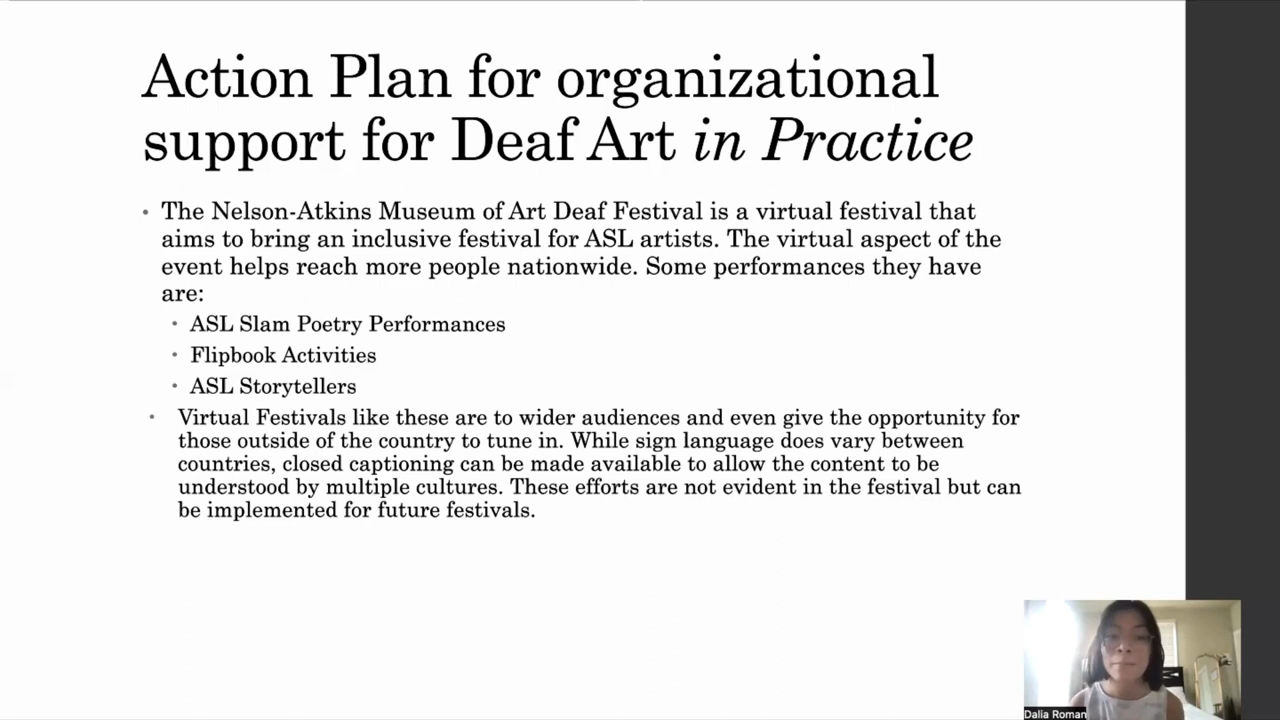 Action Plan for organizational
support for Deaf Art in Practice
• The Nelson-Atkins Museum of Art Deaf Festival is a virtual festival that
aims to bring an inclusive festival for ASL artists. The virtual aspect of the
event helps reach more people nationwide. Some performances they have
are:
• ASL Slam Poetry Performances
• Flipbook Activities
• ASL Storytellers
• Virtual Festivals like these are to wider audiences and even give the opportunity for
those outside of the country to tune in. While sign language does vary between
countries, closed captioning can be made available to allow the content to be
understood by multiple cultures. These efforts are not evident in the festival but can
be implemented for future festivals.
Dalia Roman